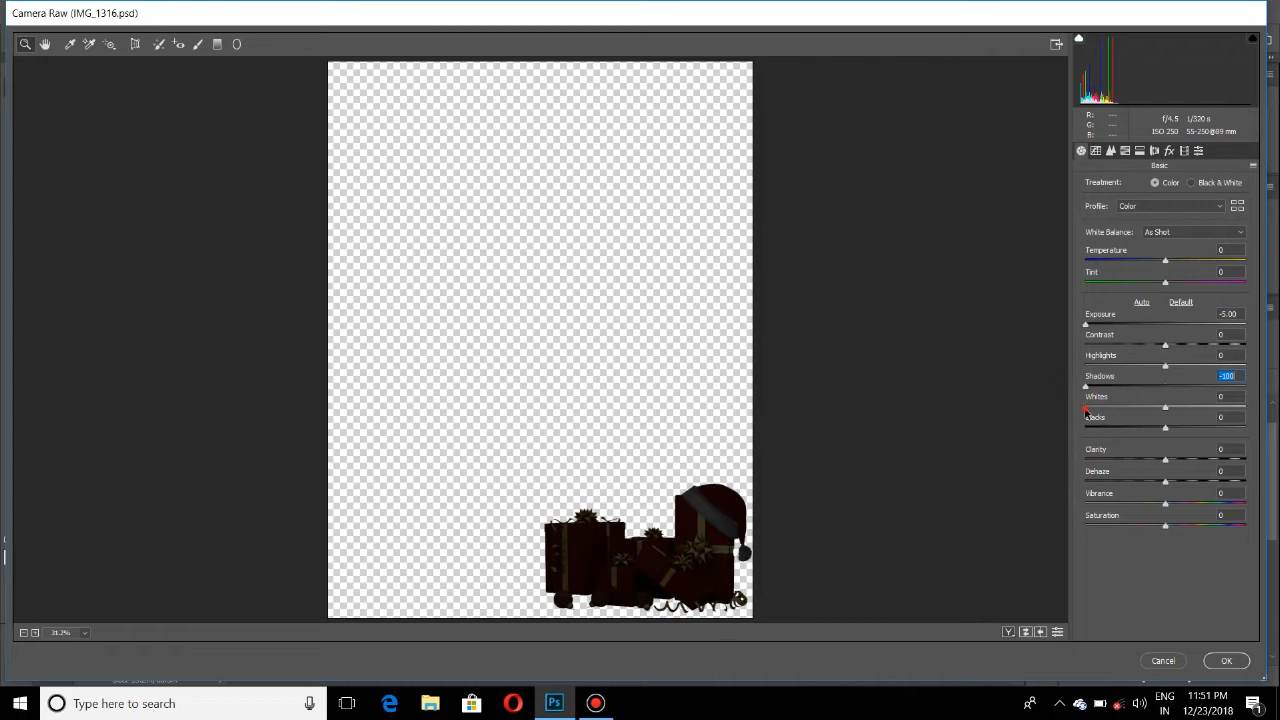 Camera Raw (IMG_1316.psd)
R: ---
G: ---
B: ---
f/4.5 1/320 s
ISO 250 55-250@89 mm
Basic
Treatment: Color Black & White
Profile: Color
White Balance: As Shot
Temperature 0
Tint 0
Auto Default
Exposure -5.00
Contrast 0
Highlights 0
Shadows -100
Whites 0
lacks 0
Clarity 0
Dehaze 0
Vibrance 0
Saturation 0
31.2%
Y
Cancel OK
Type here to search
Ps
ENG
IN
11:51 PM
12/23/2018
1